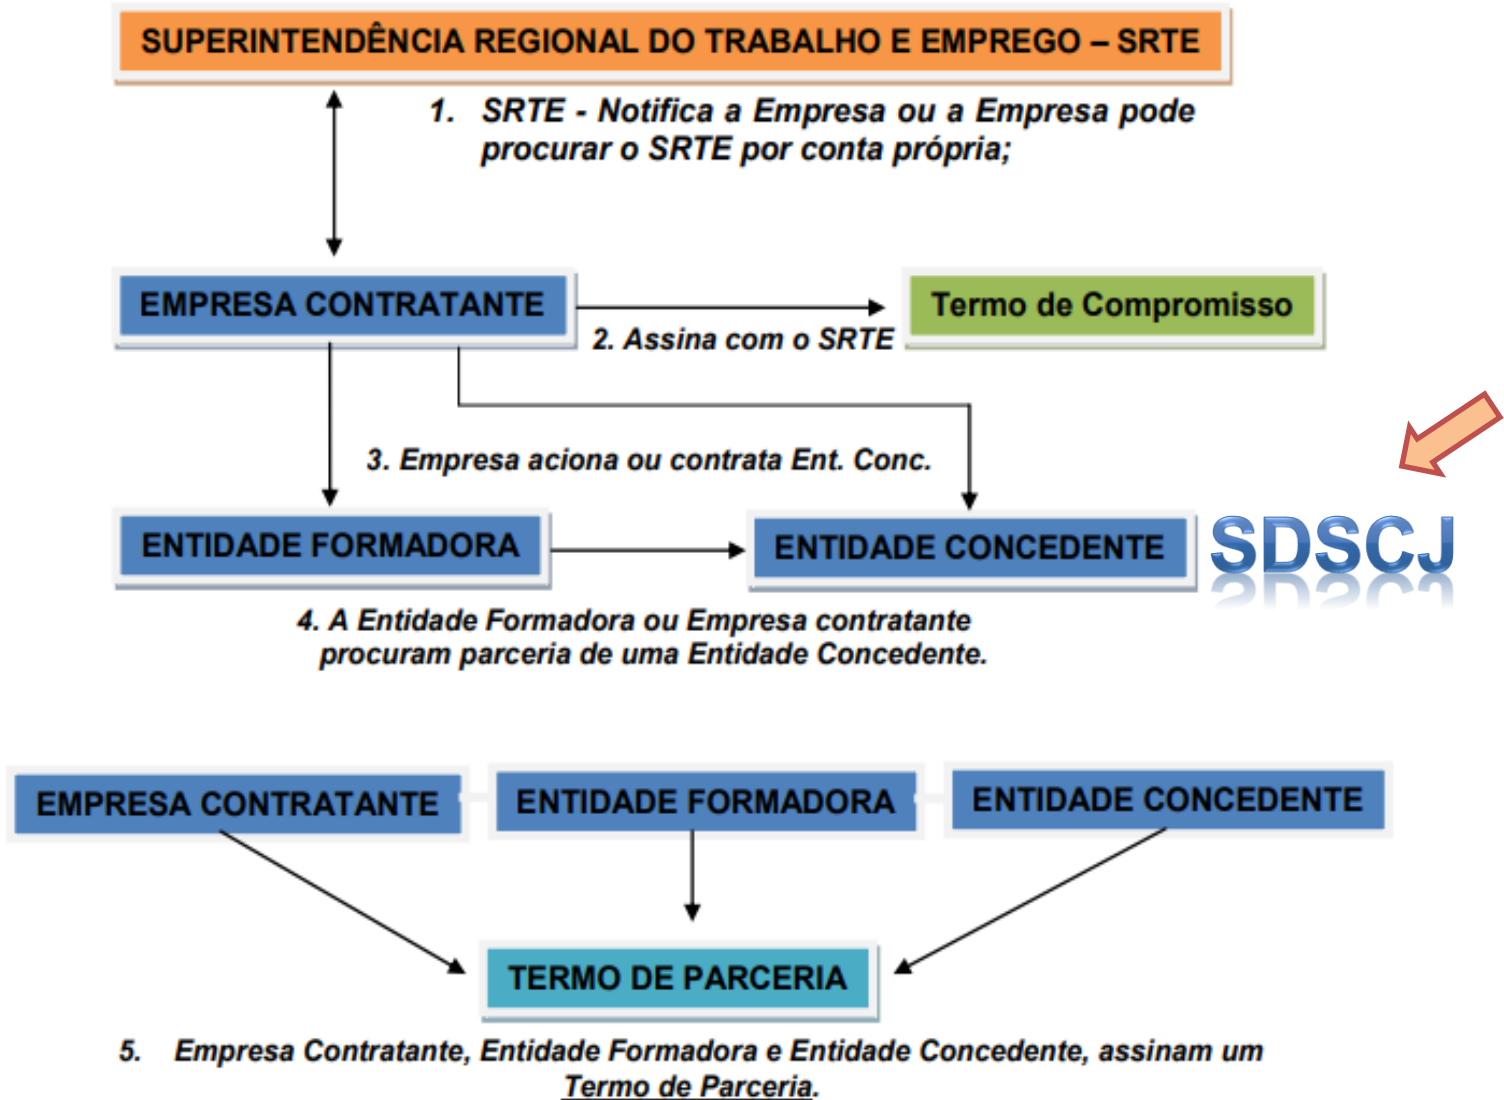 SUPERINTENDÊNCIA REGIONAL DO TRABALHO E EMPREGO – SRTE
1. SRTE - Notifica a Empresa ou a Empresa pode
procurar o SRTE por conta própria;
EMPRESA CONTRATANTE
Termo de Compromisso
2. Assina com o SRTE
3. Empresa aciona ou contrata Ent. Conc.
ENTIDADE FORMADORA
ENTIDADE CONCEDENTE
SDSCJ
4. A Entidade Formadora ou Empresa contratante
procuram parceria de uma Entidade Concedente.
EMPRESA CONTRATANTE
ENTIDADE FORMADORA
ENTIDADE CONCEDENTE
TERMO DE PARCERIA
5. Empresa Contratante, Entidade Formadora e Entidade Concedente, assinam um
Termo de Parceria.